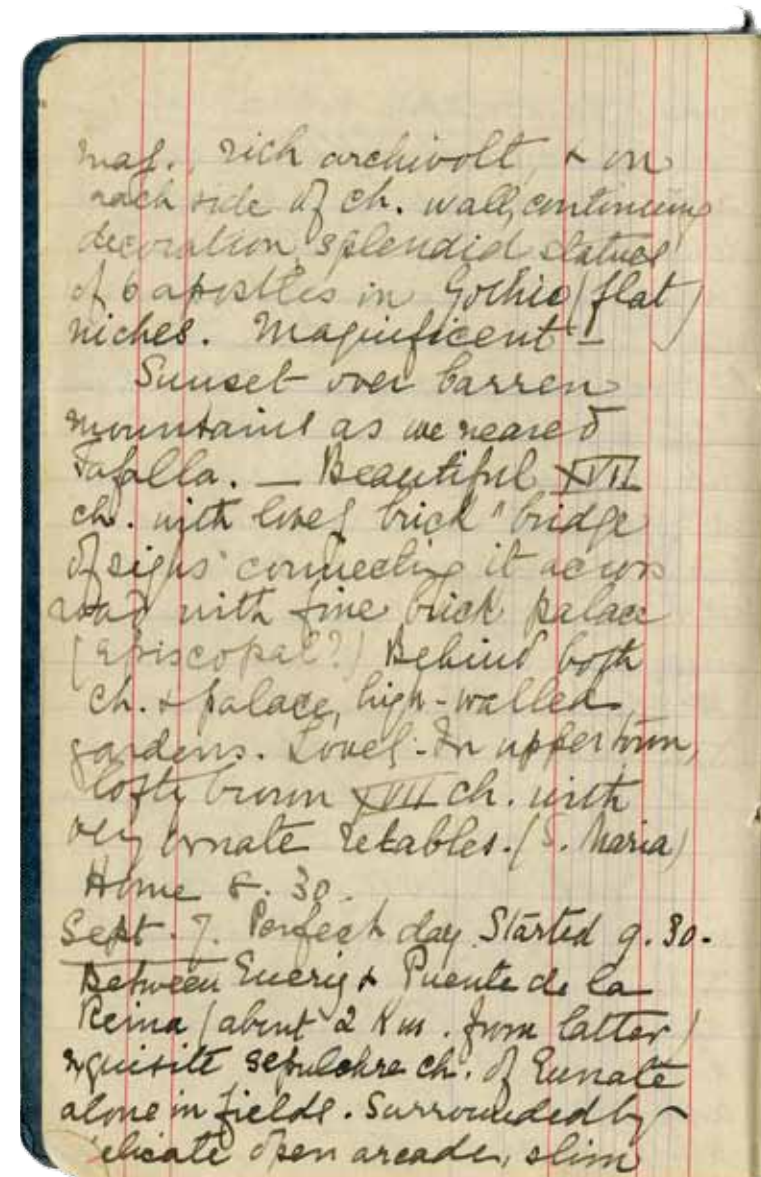 mag., rich archivolt, & on
each side of ch. wall, continuing
decoration, splendid statues
of 6 apostles in Gothic (flat)
niches. Magnificent –
Sunset over barren
mountains as we neared
Tafalla. — Beautiful XVII
ch. with lovely brick "bridge
of sighs" connecting it across
road with fine brick palace
(Episcopal?) Behind both
ch. & palace, high-walled
gardens. Lovely. In upper town,
lofty brown XVII ch. with
very ornate retables. (S. Maria)
Home 8.30.
Sept. 7. Perfect day. Started 9.30.
Between Eneriz & Puente de la
Reina (about 2 Km. from latter)
exquisite sepulchre ch. of Eunate
alone in fields. Surrounded by
delicate open arcade, slim